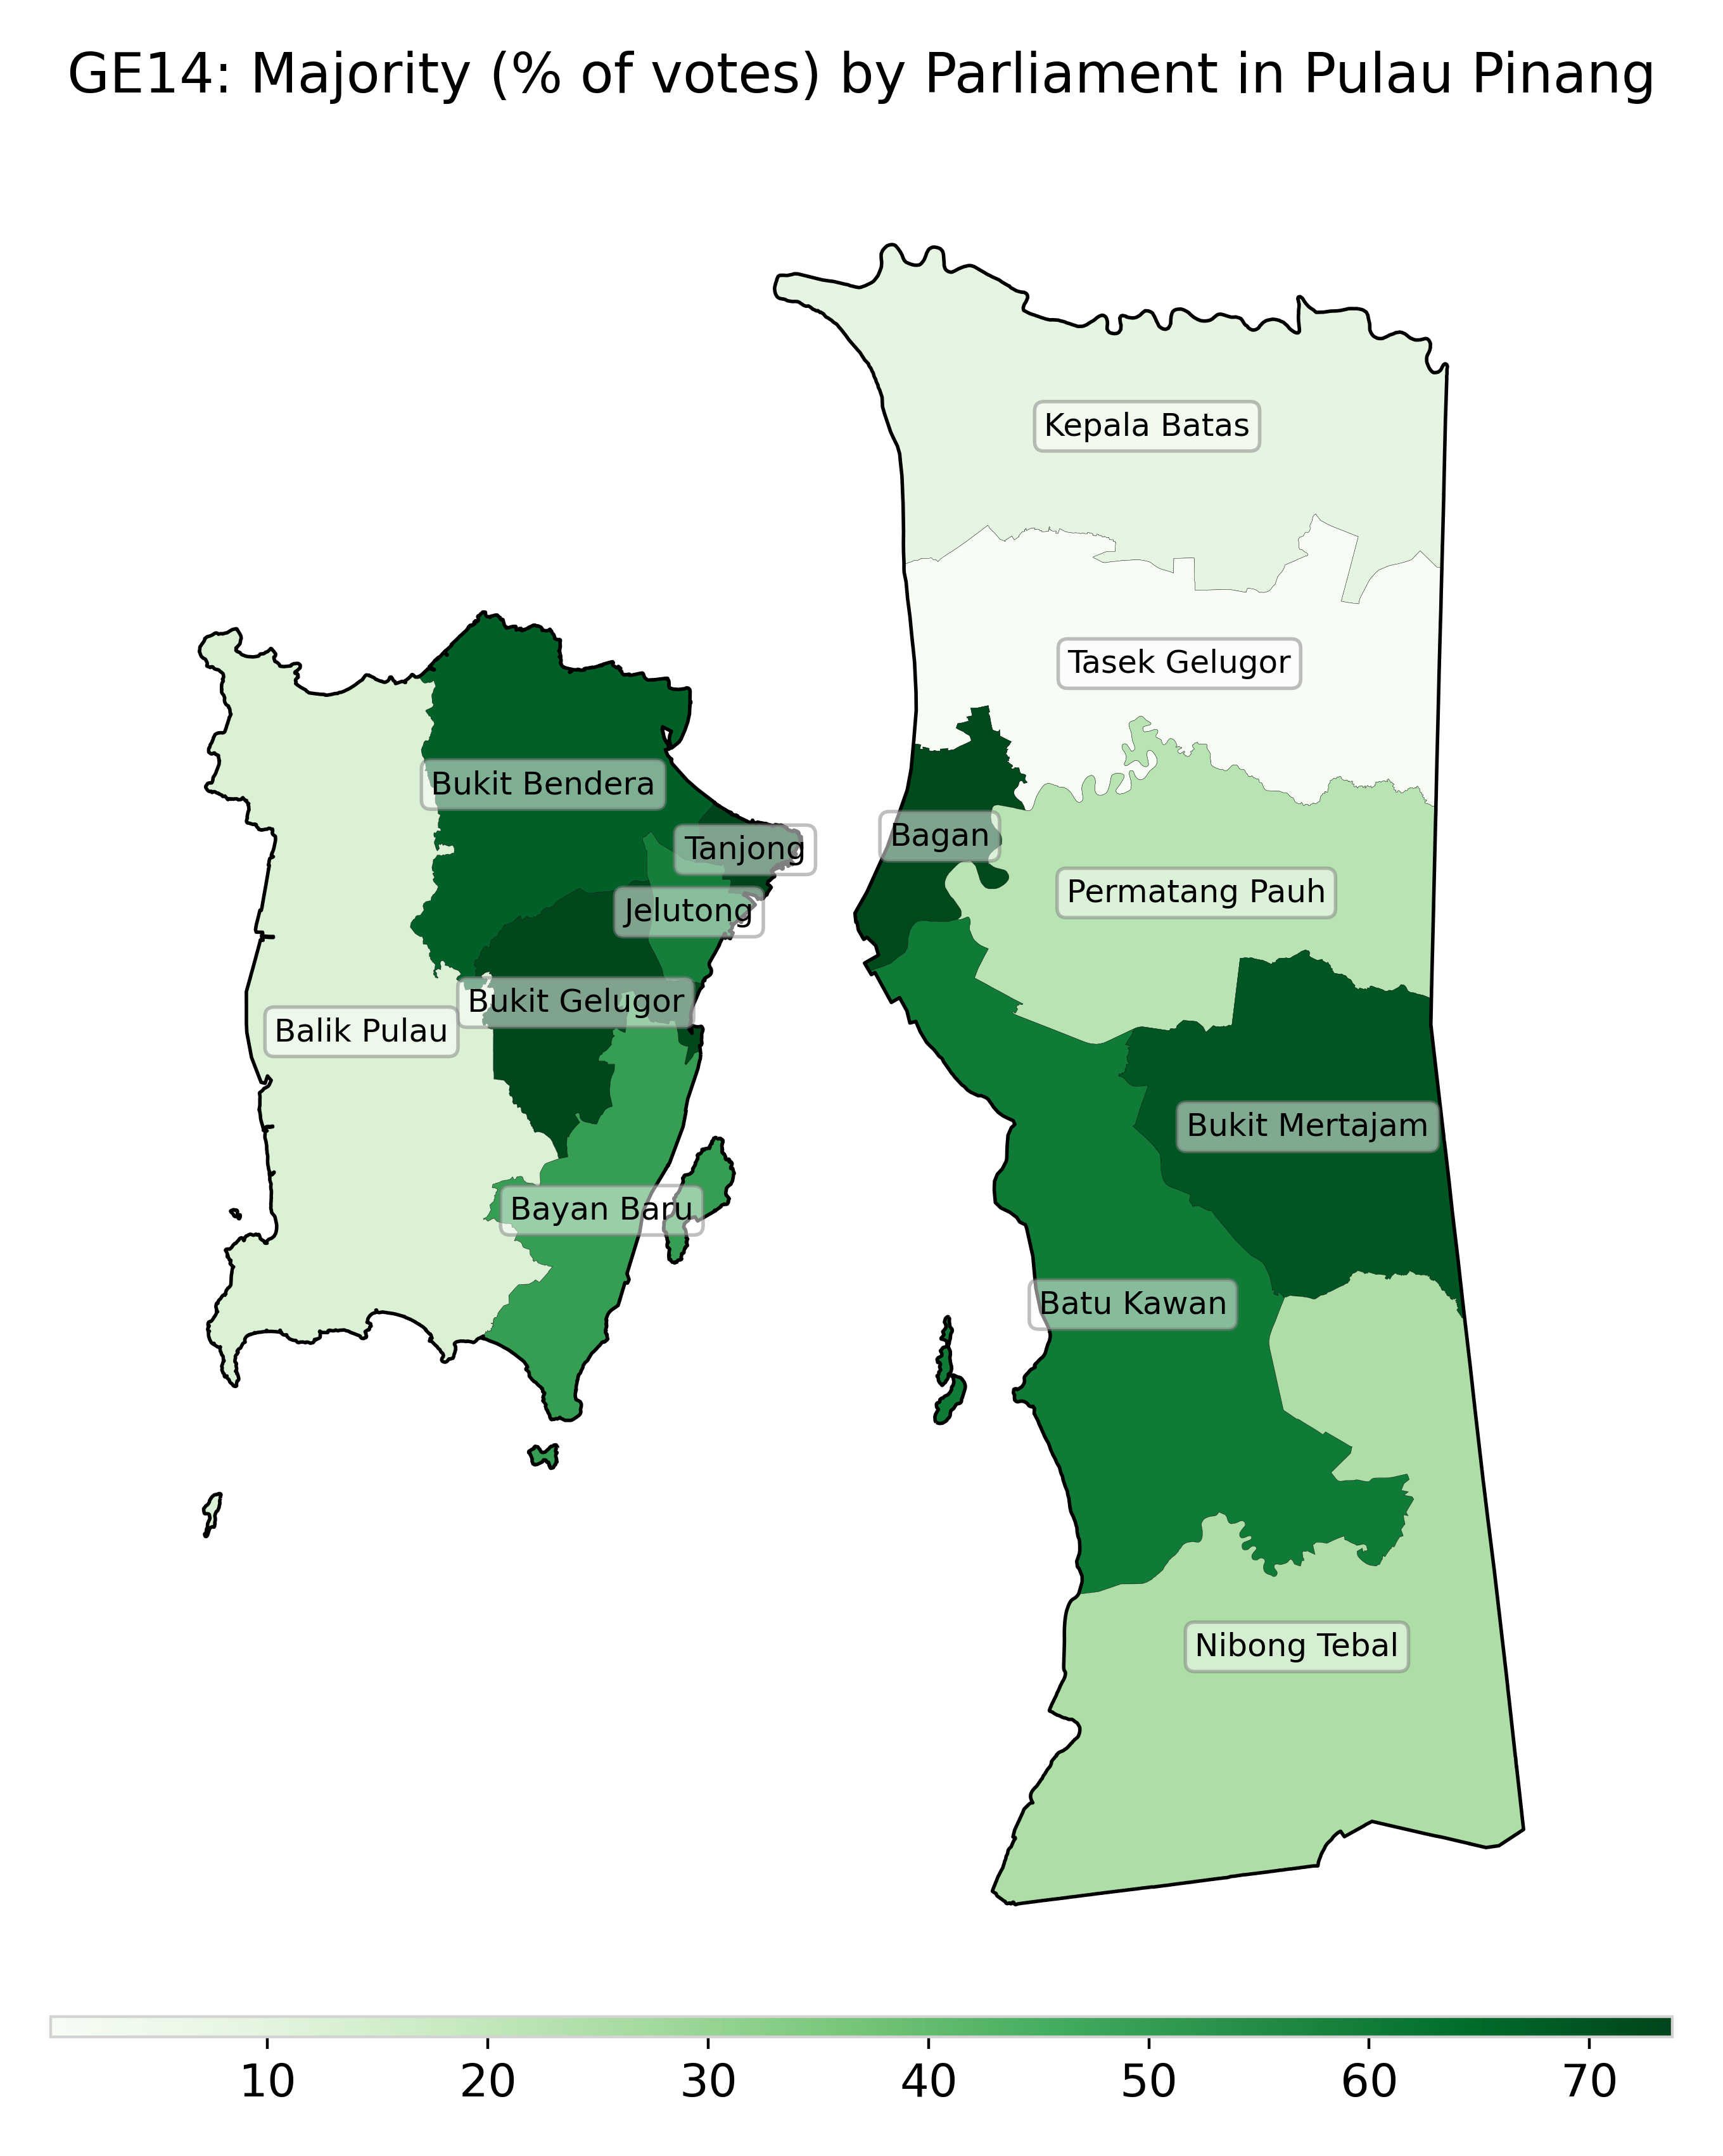 GE14: Majority (% of votes) by Parliament in Pulau Pinang
Kepala Batas
Tasek Gelugor
Bukit Bendera
Tanjong
Bagan
Permatang Pauh
Jelutong
Bukit Gelugor
Balik Pulau
Bukit Mertajam
Bayan Baru
Batu Kawan
Nibong Tebal
10 20 30 40 50 60 70